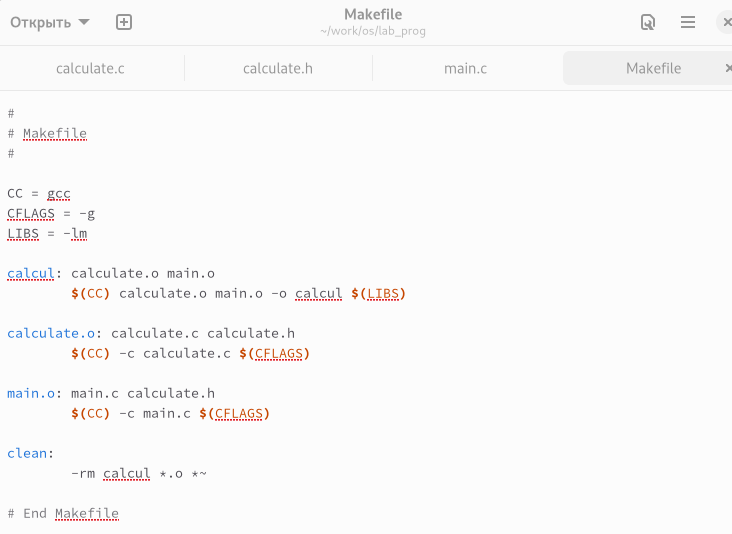 Открыть
Makefile
~/work/os/lab_prog
calculate.c
calculate.h
main.c
Makefile
#
# Makefile
#
CC = gcc
CFLAGS = -g
LIBS = -lm
calcul: calculate.o main.o
$(CC) calculate.o main.o -o calcul $(LIBS)
calculate.o: calculate.c calculate.h
$(CC) -c calculate.c $(CFLAGS)
main.o: main.c calculate.h
$(CC) -c main.c $(CFLAGS)
clean:
-rm calcul *.o *~
# End Makefile